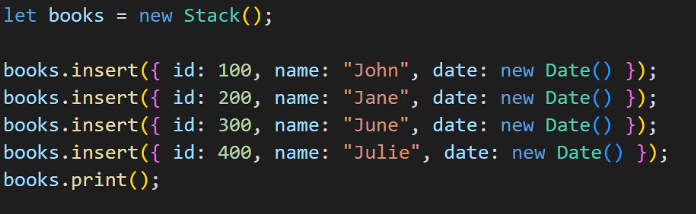 let books = new Stack();
books.insert({ id: 100, name: "John", date: new Date() });
books.insert({ id: 200, name: "Jane", date: new Date() });
books.insert({ id: 300, name: "June", date: new Date() });
books.insert({ id: 400, name: "Julie", date: new Date() });
books.print();